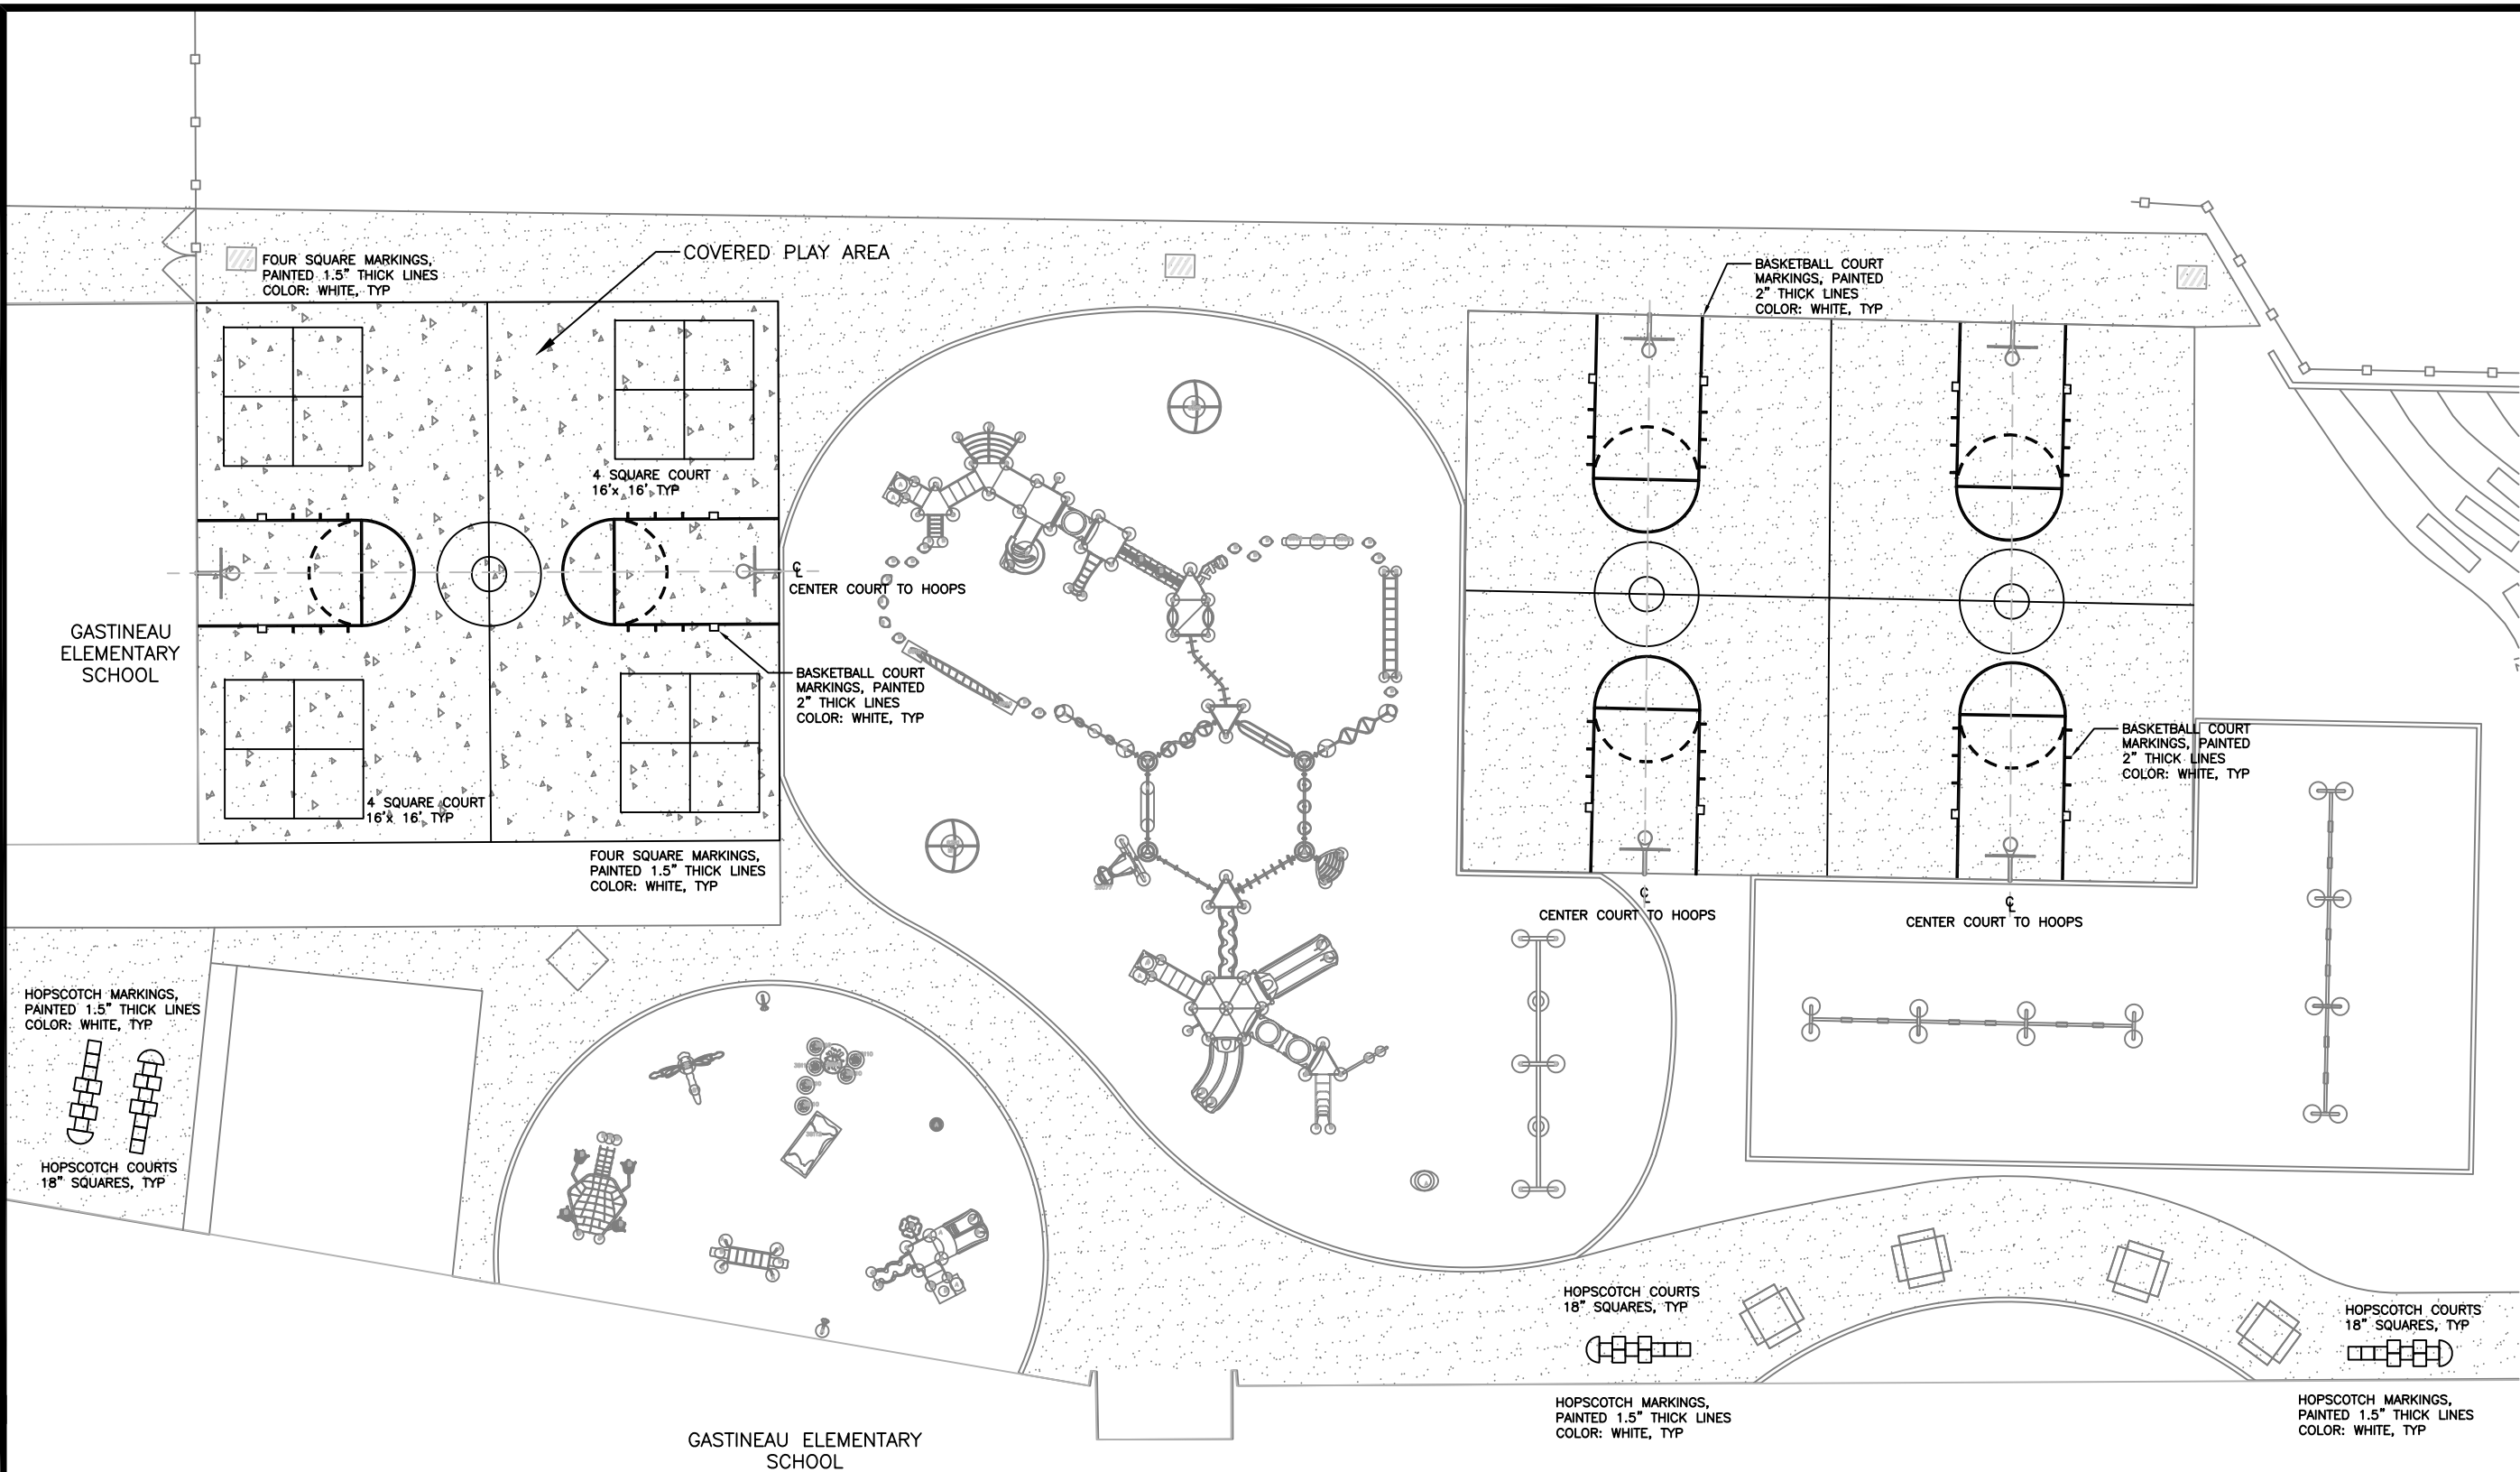 FOUR SQUARE MARKINGS,
PAINTED 1.5" THICK LINES
COLOR: WHITE, TYP
COVERED PLAY AREA
BASKETBALL COURT
MARKINGS, PAINTED
2" THICK LINES
COLOR: WHITE, TYP
4 SQUARE COURT
16'x 16' TYP
℄
CENTER COURT TO HOOPS
GASTINEAU
ELEMENTARY
SCHOOL
BASKETBALL COURT
MARKINGS, PAINTED
2" THICK LINES
COLOR: WHITE, TYP
BASKETBALL COURT
MARKINGS, PAINTED
2" THICK LINES
COLOR: WHITE, TYP
4 SQUARE COURT
16'x 16' TYP
FOUR SQUARE MARKINGS,
PAINTED 1.5" THICK LINES
COLOR: WHITE, TYP
℄
CENTER COURT TO HOOPS
℄
CENTER COURT TO HOOPS
HOPSCOTCH MARKINGS,
PAINTED 1.5" THICK LINES
COLOR: WHITE, TYP
HOPSCOTCH COURTS
18" SQUARES, TYP
HOPSCOTCH COURTS
18" SQUARES, TYP
HOPSCOTCH COURTS
18" SQUARES, TYP
HOPSCOTCH MARKINGS,
PAINTED 1.5" THICK LINES
COLOR: WHITE, TYP
HOPSCOTCH MARKINGS,
PAINTED 1.5" THICK LINES
COLOR: WHITE, TYP
GASTINEAU ELEMENTARY
SCHOOL